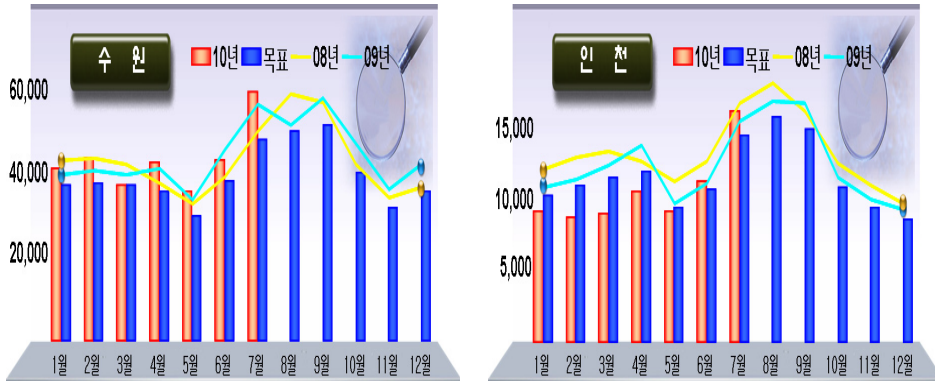 수 원
10년 목표 08년 09년
60,000
40,000
20,000
1월 2월 3월 4월 5월 6월 7월 8월 9월 10월 11월 12월
인 천
10년 목표 08년 09년
15,000
10,000
5,000
1월 2월 3월 4월 5월 6월 7월 8월 9월 10월 11월 12월